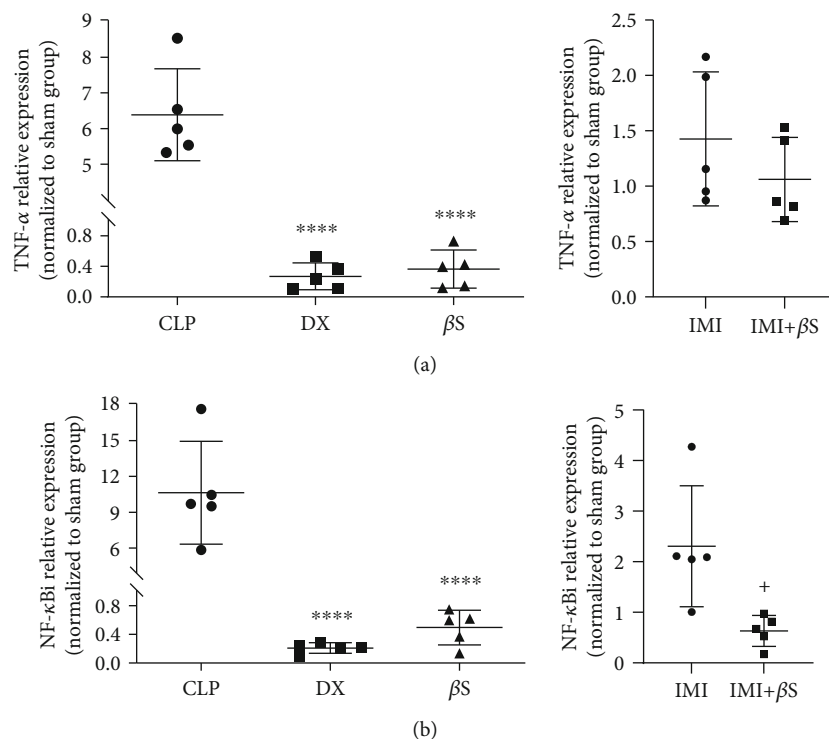 TNF-α relative expression
(normalized to sham group)
9
8
7
6
5
0.8
0.4
0.0
****
****
CLP
DX
βS
TNF-α relative expression
(normalized to sham group)
2.5
2.0
1.5
1.0
0.5
0.0
IMI
IMI+βS
(a)
NF-κBi relative expression
(normalized to sham group)
18
15
12
9
6
0.8
0.4
0.0
****
****
CLP
DX
βS
NF-κBi relative expression
(normalized to sham group)
5
4
3
2
1
0
+
IMI
IMI+βS
(b)